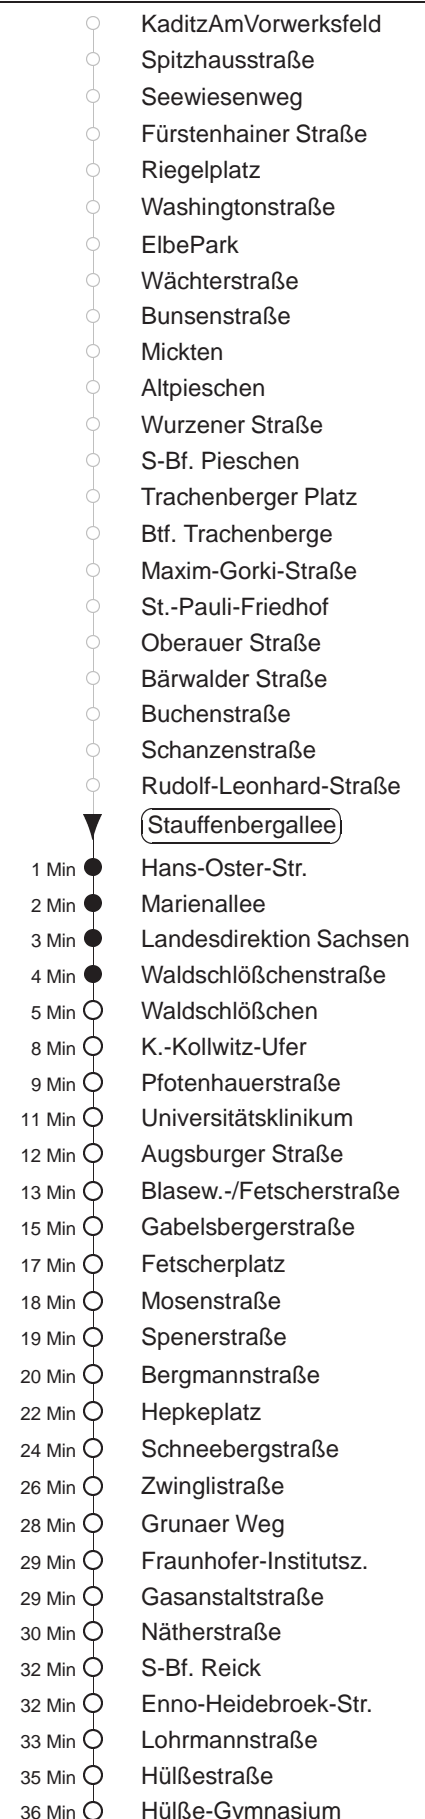 KaditzAmVorwerksfeld
Spitzhausstraße
Seewiesenweg
Fürstenhainer Straße
Riegelplatz
Washingtonstraße
ElbePark
Wächterstraße
Bunsenstraße
Mickten
Altpieschen
Wurzener Straße
S-Bf. Pieschen
Trachenberger Platz
Btf. Trachenberge
Maxim-Gorki-Straße
St.-Pauli-Friedhof
Oberauer Straße
Bärwalder Straße
Buchenstraße
Schanzenstraße
Rudolf-Leonhard-Straße
Stauffenbergallee
1 Min Hans-Oster-Str.
2 Min Marienallee
3 Min Landesdirektion Sachsen
4 Min Waldschlößchenstraße
5 Min Waldschlößchen
8 Min K.-Kollwitz-Ufer
9 Min Pfotenhauerstraße
11 Min Universitätsklinikum
12 Min Augsburger Straße
13 Min Blasew.-/Fetscherstraße
15 Min Gabelsbergerstraße
17 Min Fetscherplatz
18 Min Mosenstraße
19 Min Spenerstraße
20 Min Bergmannstraße
22 Min Hepkeplatz
24 Min Schneebergstraße
26 Min Zwinglistraße
28 Min Grunaer Weg
29 Min Fraunhofer-Institutsz.
29 Min Gasanstaltstraße
30 Min Nätherstraße
32 Min S-Bf. Reick
32 Min Enno-Heidebroek-Str.
33 Min Lohrmannstraße
35 Min Hülßestraße
36 Min Hülße-Gymnasium